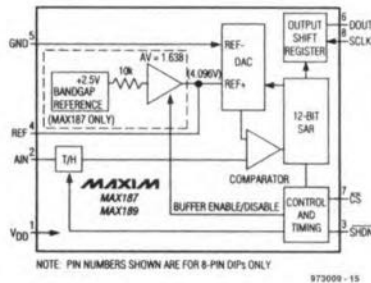 OUTPUT
SHIFT
REGISTER
6 DOUT
8 SCLK
GND 5
AV = 1.638
REF-
DAC
REF+
(4.096V)
+2.5V
BANDGAP
REFERENCE
(MAX187 ONLY)
10k
12-BIT
SAR
REF 4
AIN 2
T/H
COMPARATOR
MAXIM
MAX187
MAX189
BUFFER ENABLE/DISABLE
CONTROL
AND
TIMING
7 CS
3 SHDN
VDD 1
NOTE: PIN NUMBERS SHOWN ARE FOR 8-PIN DIPs ONLY
973009 - 15